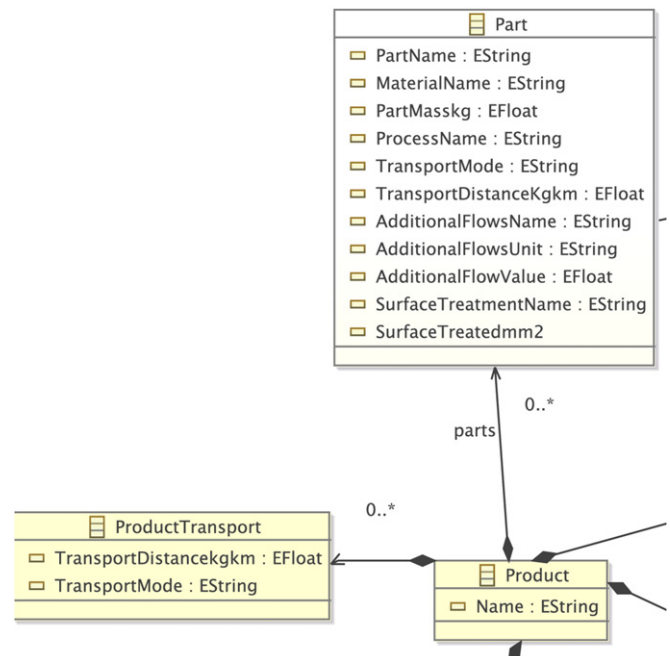 Part
PartName : EString
MaterialName : EString
PartMasskg : EFloat
ProcessName : EString
TransportMode : EString
TransportDistanceKgkm : EFloat
AdditionalFlowsName : EString
AdditionalFlowsUnit : EString
AdditionalFlowValue : EFloat
SurfaceTreatmentName : EString
SurfaceTreatedmm2
0..*
parts
0..*
ProductTransport
TransportDistancekgkm : EFloat
TransportMode : EString
Product
Name : EString